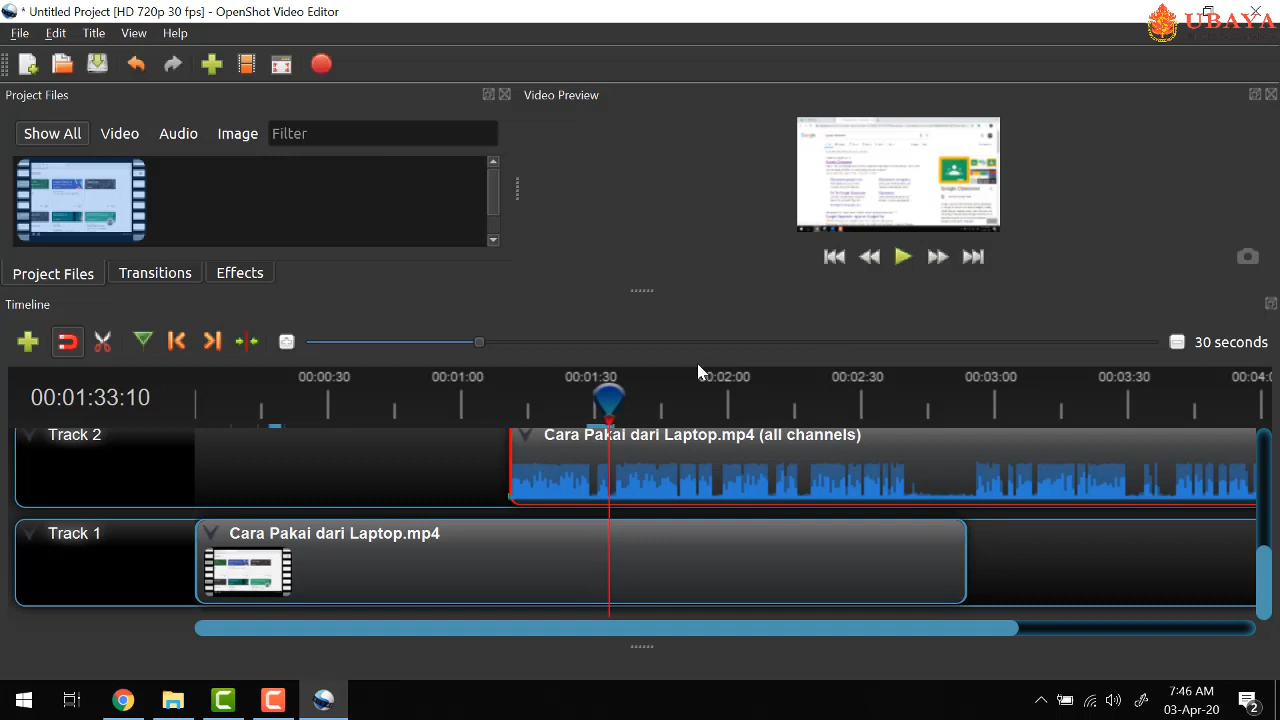 * Untitled Project [HD 720p 30 fps] - OpenShot Video Editor
UBAYA
File Edit Title View Help
Project Files
Video Preview
Show All
Image
Project Files Transitions Effects
Timeline
30 seconds
00:01:33:10
00:00:30 00:01:00 00:01:30 00:02:00 00:02:30 00:03:00 00:03:30
Track 2
Cara Pakai dari Laptop.mp4 (all channels)
Track 1
Cara Pakai dari Laptop.mp4
7:46 AM
03-Apr-20
2